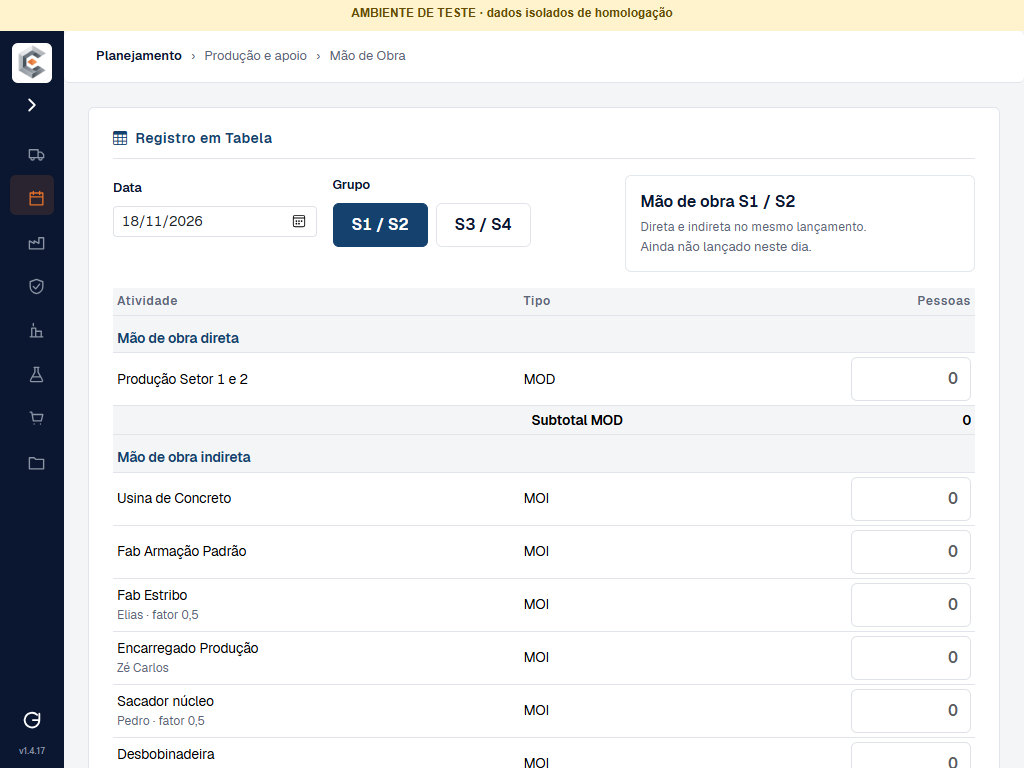 AMBIENTE DE TESTE · dados isolados de homologação
Planejamento › Produção e apoio › Mão de Obra
Registro em Tabela
Data
18/11/2026
Grupo
S1 / S2
S3 / S4
Mão de obra S1 / S2
Direta e indireta no mesmo lançamento.
Ainda não lançado neste dia.
Atividade Tipo Pessoas
Mão de obra direta
Produção Setor 1 e 2 MOD 0
Subtotal MOD 0
Mão de obra indireta
Usina de Concreto MOI 0
Fab Armação Padrão MOI 0
Fab Estribo MOI 0
Elias · fator 0,5
Encarregado Produção MOI 0
Zé Carlos
Sacador núcleo MOI 0
Pedro · fator 0,5
Desbobinadeira MOI 0
v1.4.17